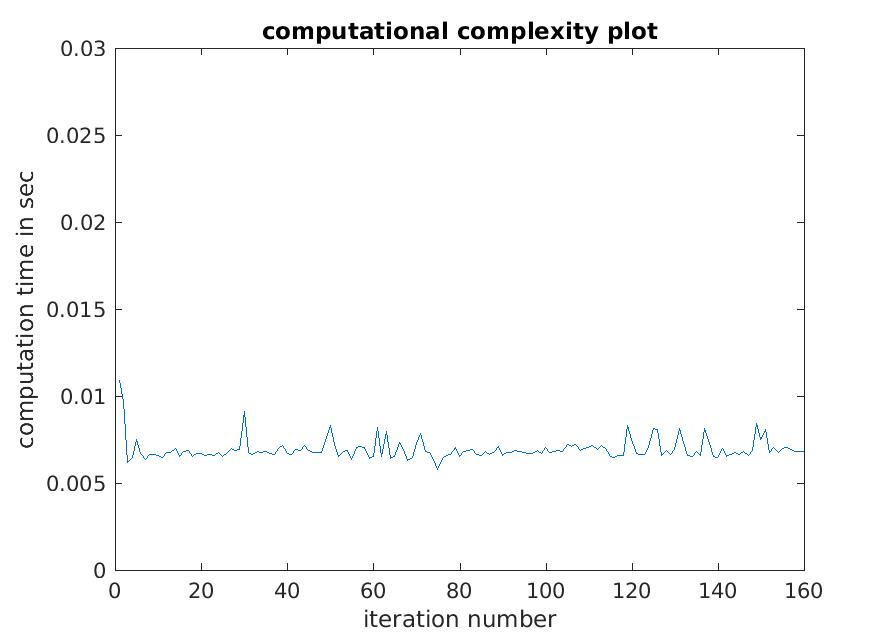 computational complexity plot
0.03
0.025
0.02
0.015
0.01
0.005
0
computation time in sec
0 20 40 60 80 100 120 140 160
iteration number